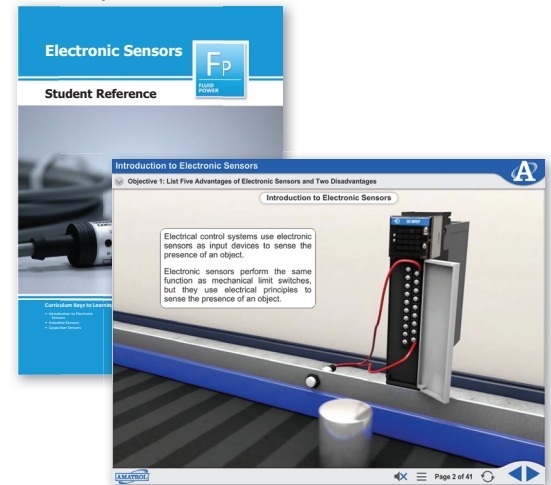 Electronic Sensors
FP
FLUID
POWER
Student Reference
Curriculum Keys to Learning
• Introduction to Electronic
Sensors
• Inductive Sensors
• Capacitive Sensors
Introduction to Electronic Sensors
A
Objective 1: List Five Advantages of Electronic Sensors and Two Disadvantages
Introduction to Electronic Sensors
Electrical control systems use electronic
sensors as input devices to sense the
presence of an object.
Electronic sensors perform the same
function as mechanical limit switches,
but they use electrical principles to
sense the presence of an object.
DC INPUT
AMATROL
Page 2 of 41